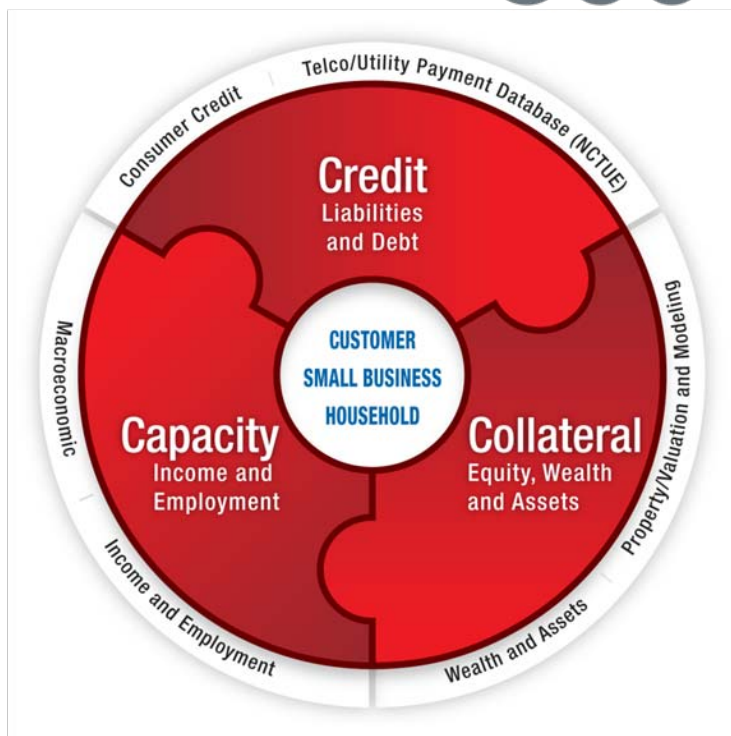 Consumer Credit
Telco/Utility Payment Database (NCTUE)
Credit
Liabilities
and Debt
CUSTOMER
SMALL BUSINESS
HOUSEHOLD
Macroeconomic
Capacity
Income and
Employment
Collateral
Equity, Wealth
and Assets
Property/Valuation and Modeling
Income and Employment
Wealth and Assets